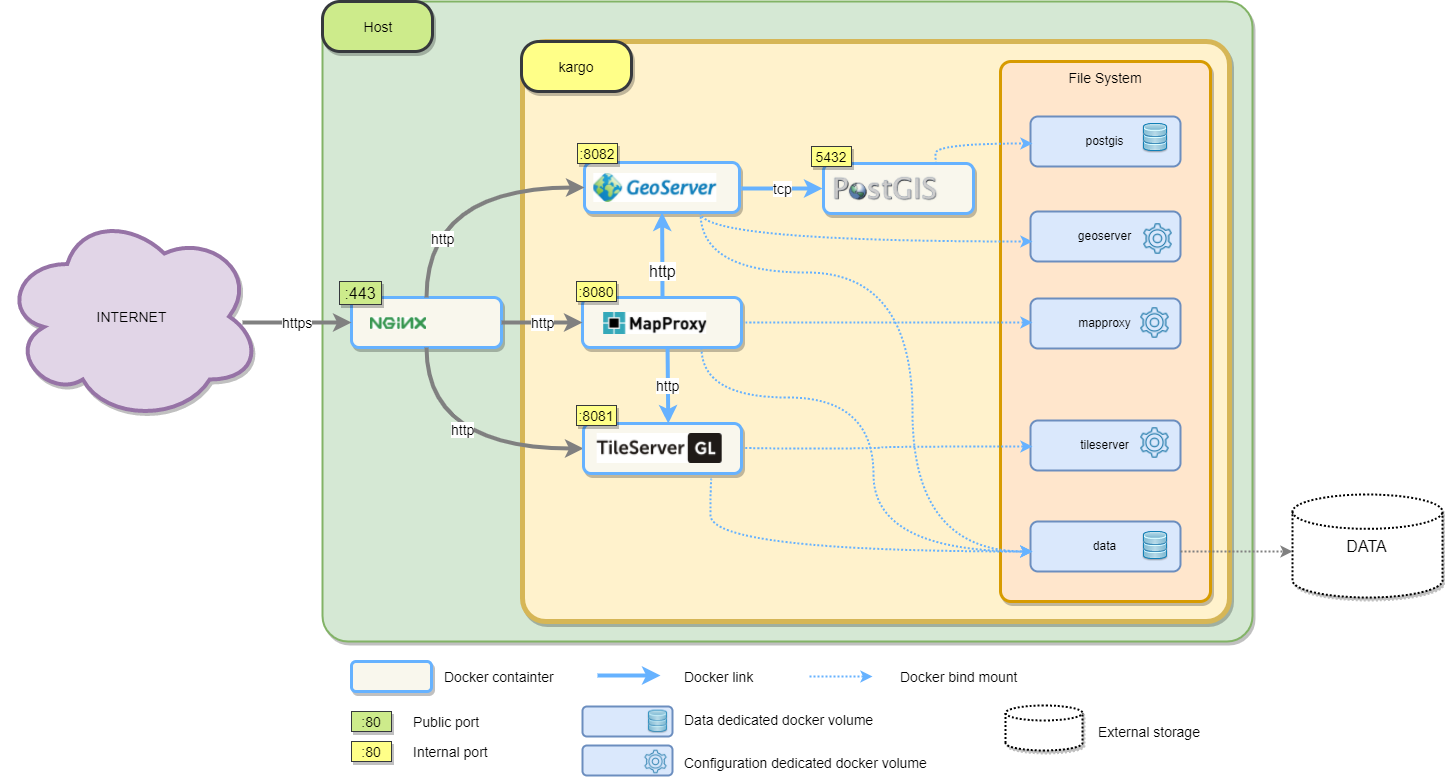 Host
kargo
File System
:8082
5432
postgis
GeoServer
tcp
PostGIS
http
geoserver
http
:443
:8080
INTERNET
https
NGINX
http
MapProxy
mapproxy
http
:8081
http
TileServer GL
tileserver
data
DATA
Docker containter
Docker link
Docker bind mount
:80
Public port
Data dedicated docker volume
:80
Internal port
External storage
Configuration dedicated docker volume